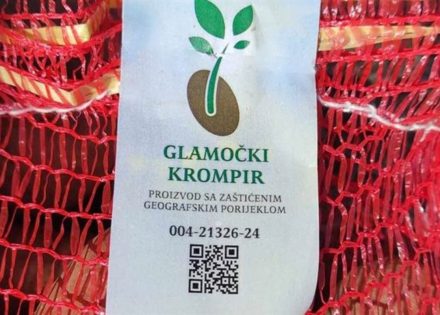 GLAMOČKI
KROMPIR
PROIZVOD SA ZAŠTIĆENIM
GEOGRAFSKIM PORIJEKLOM
004-21326-24